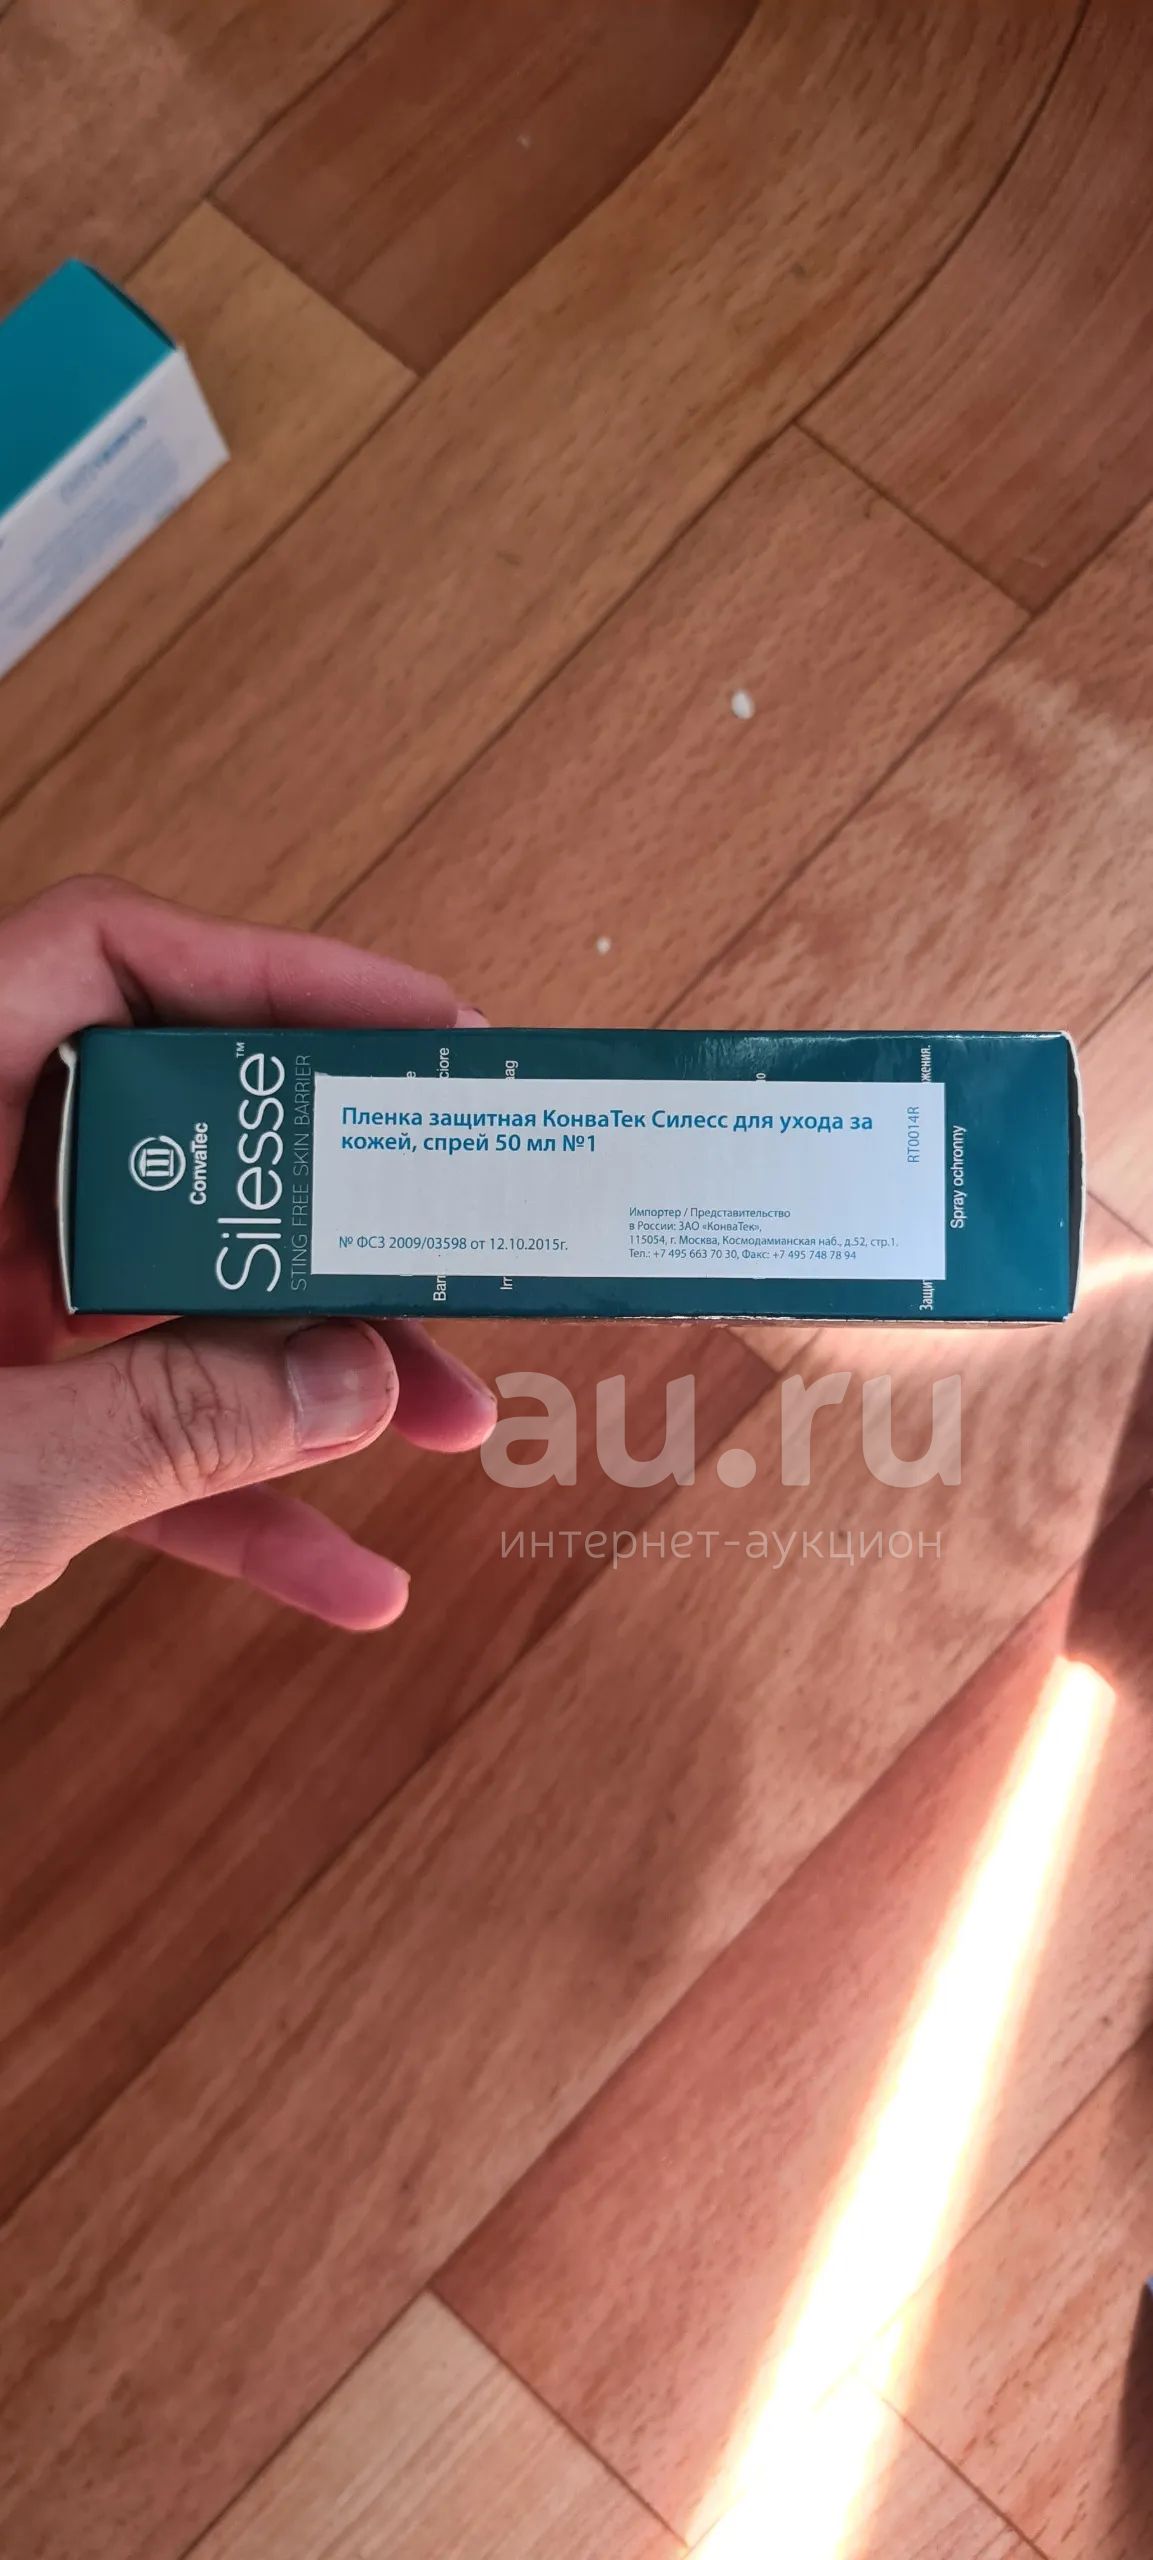 ConvaTec
Silesse™
STING FREE SKIN BARRIER
Пленка защитная КонваТек Силесс для ухода за
кожей, спрей 50 мл №1
RT0014R
№ ФСЗ 2009/03598 от 12.10.2015г.
Импортер / Представительство
в России: ЗАО «КонваТек»,
115054, г. Москва, Космодамианская наб., д.52, стр.1.
Тел.: +7 495 663 70 30, Факс: +7 495 748 78 94
Spray ochronny
au.ru
интернет-аукцион